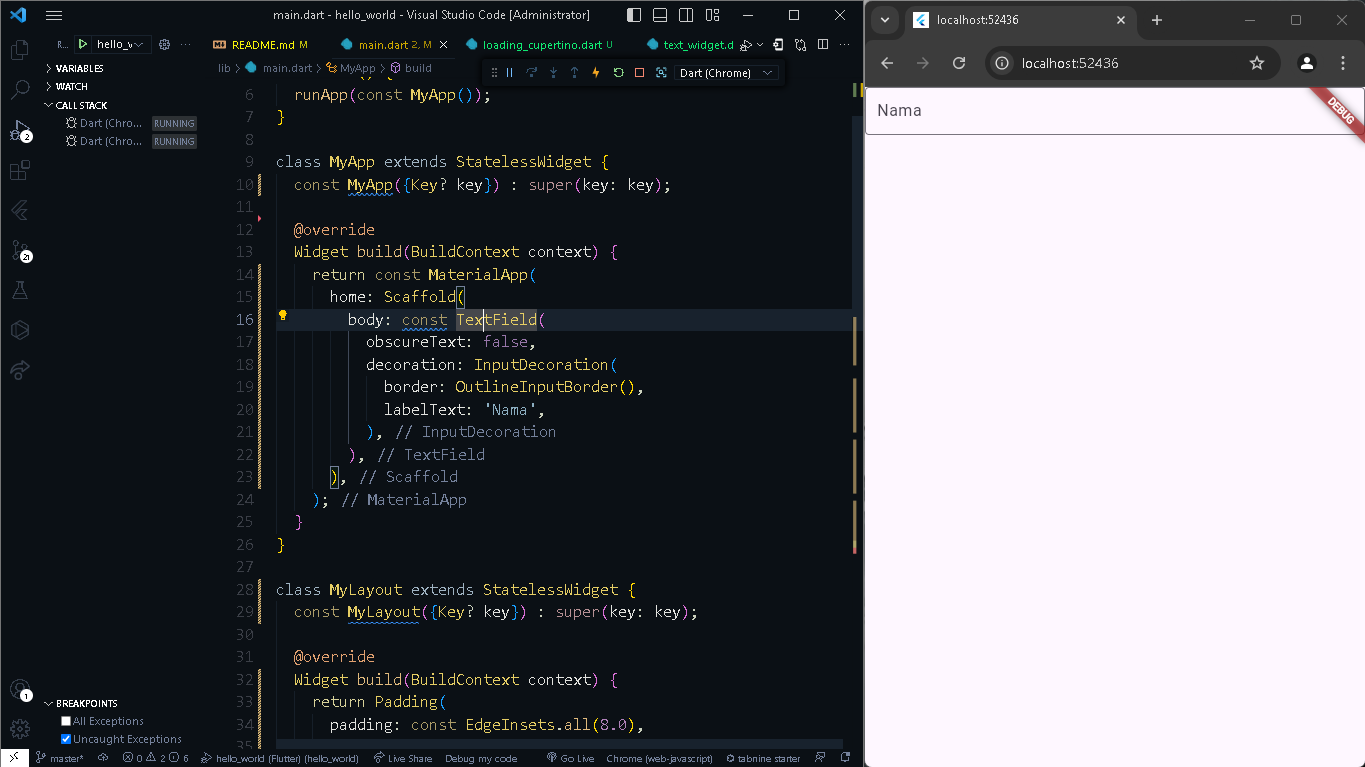 main.dart - hello_world - Visual Studio Code [Administrator]
R...
hello_v
README.md M
main.dart 2, M
loading_cupertino.dart U
text_widget.d
VARIABLES
WATCH
CALL STACK
Dart (Chro... RUNNING
Dart (Chro... RUNNING
2
21
1
lib > main.dart > MyApp > build
Dart (Chrome)
6 runApp(const MyApp());
7 }
8
9 class MyApp extends StatelessWidget {
10 const MyApp({Key? key}) : super(key: key);
11
12 @override
13 Widget build(BuildContext context) {
14 return const MaterialApp(
15 home: Scaffold(
16 body: const TextField(
17 obscureText: false,
18 decoration: InputDecoration(
19 border: OutlineInputBorder(),
20 labelText: 'Nama',
21 ), // InputDecoration
22 ), // TextField
23 ), // Scaffold
24 ); // MaterialApp
25 }
26 }
27
28 class MyLayout extends StatelessWidget {
29 const MyLayout({Key? key}) : super(key: key);
30
31 @override
32 Widget build(BuildContext context) {
33 return Padding(
34 padding: const EdgeInsets.all(8.0),
35
BREAKPOINTS
All Exceptions
Uncaught Exceptions
master* 0 2 6 hello_world (Flutter) (hello_world) Live Share Debug my code Go Live Chrome (web-javascript) tabnine starter
localhost:52436
localhost:52436
Nama
DEBUG